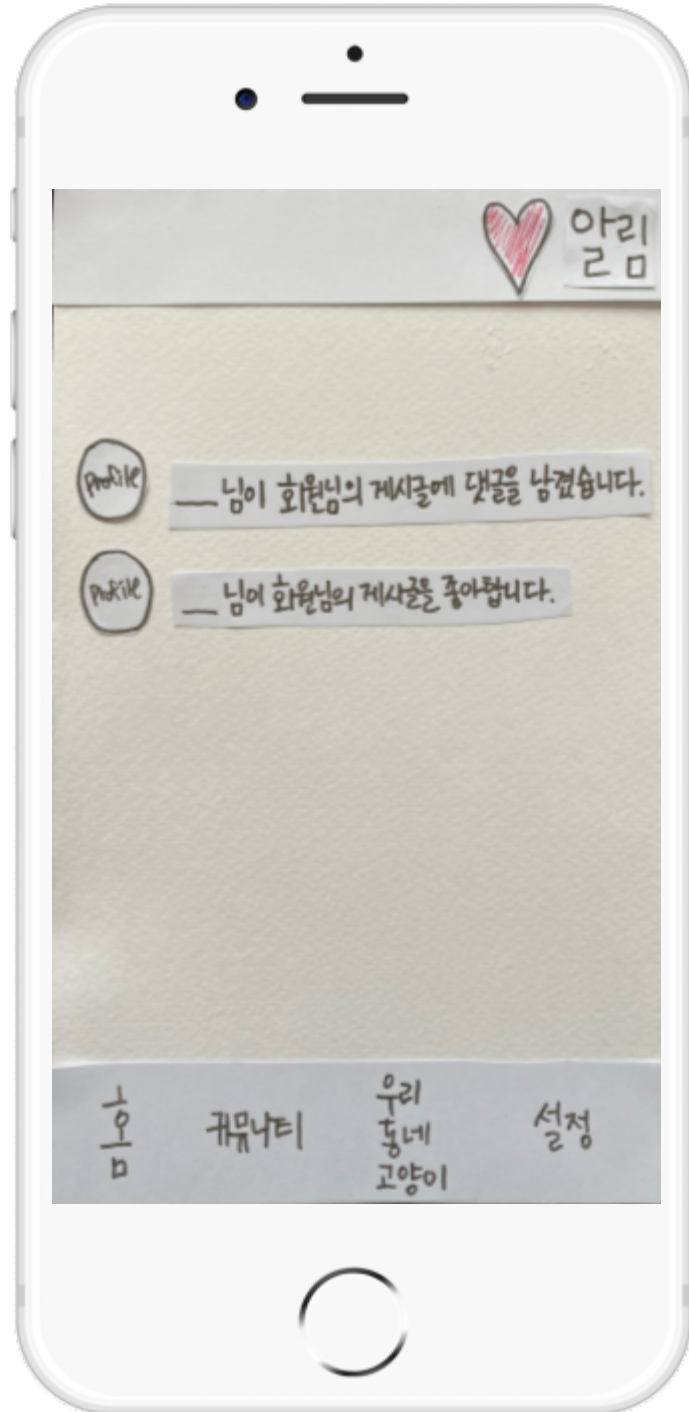 알림
Profile
__님이 회원님의 게시글에 댓글을 남겼습니다.
Profile
__님이 회원님의 게시글을 좋아합니다.
홈
커뮤니티
우리
동네
고양이
설정